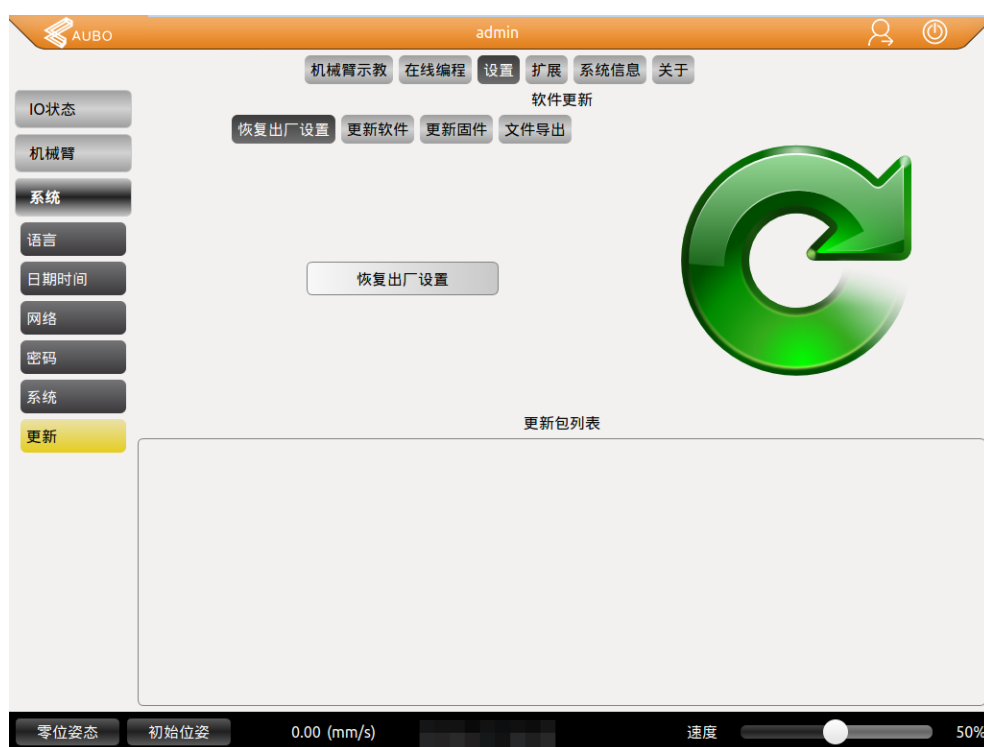 AUBO admin
机械臂示教 在线编程 设置 扩展 系统信息 关于
软件更新
恢复出厂设置 更新软件 更新固件 文件导出
IO状态
机械臂
系统
语言
日期时间
网络
密码
系统
更新
恢复出厂设置
更新包列表
零位姿态 初始位姿 0.00 (mm/s) 速度 50%